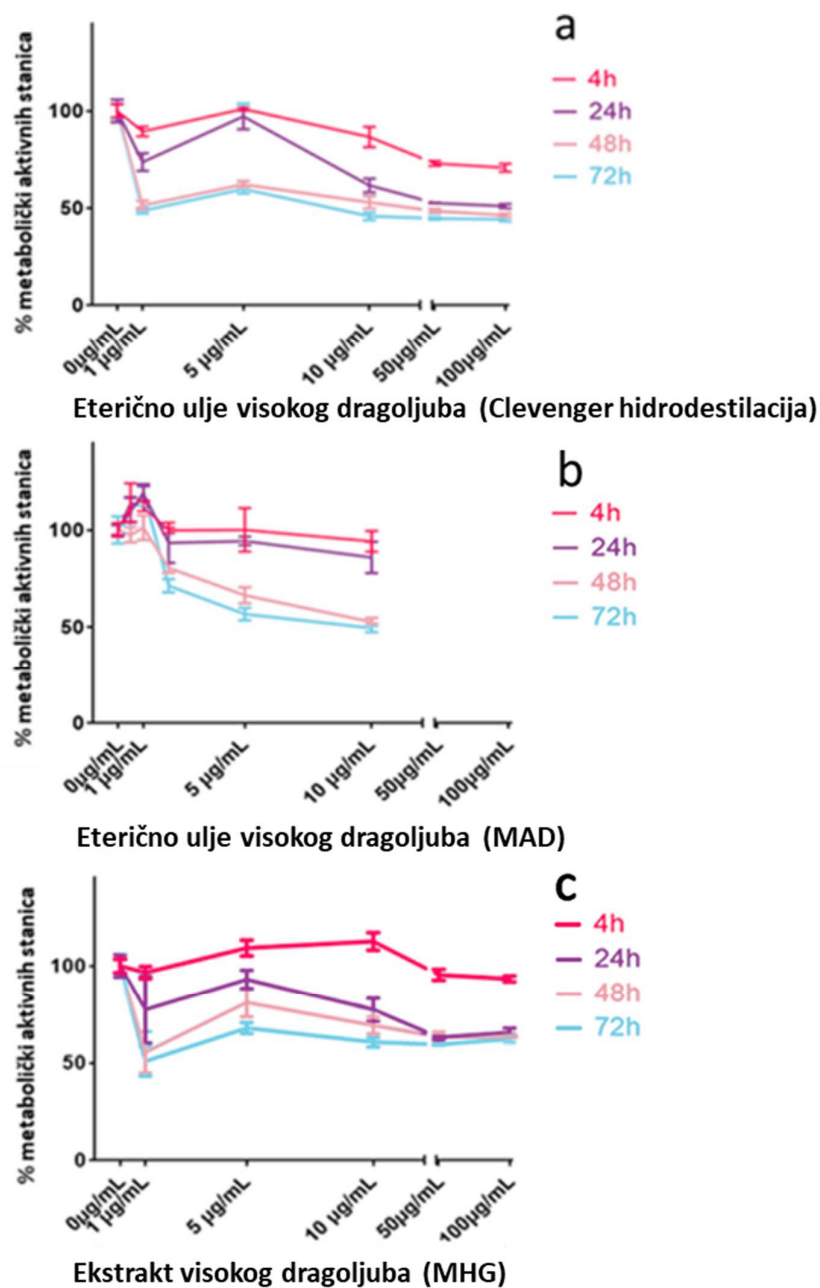 a
% metabolički aktivnih stanica
100
50
0
4h
24h
48h
72h
0µg/mL
1 µg/mL
5 µg/mL
10 µg/mL
50µg/mL
100µg/mL
Eterično ulje visokog dragoljuba (Clevenger hidrodestilacija)
b
% metabolički aktivnih stanica
100
50
0
4h
24h
48h
72h
0µg/mL
1 µg/mL
5 µg/mL
10 µg/mL
50µg/mL
100µg/mL
Eterično ulje visokog dragoljuba (MAD)
c
% metabolički aktivnih stanica
100
50
0
4h
24h
48h
72h
0µg/mL
1 µg/mL
5 µg/mL
10 µg/mL
50µg/mL
100µg/mL
Ekstrakt visokog dragoljuba (MHG)